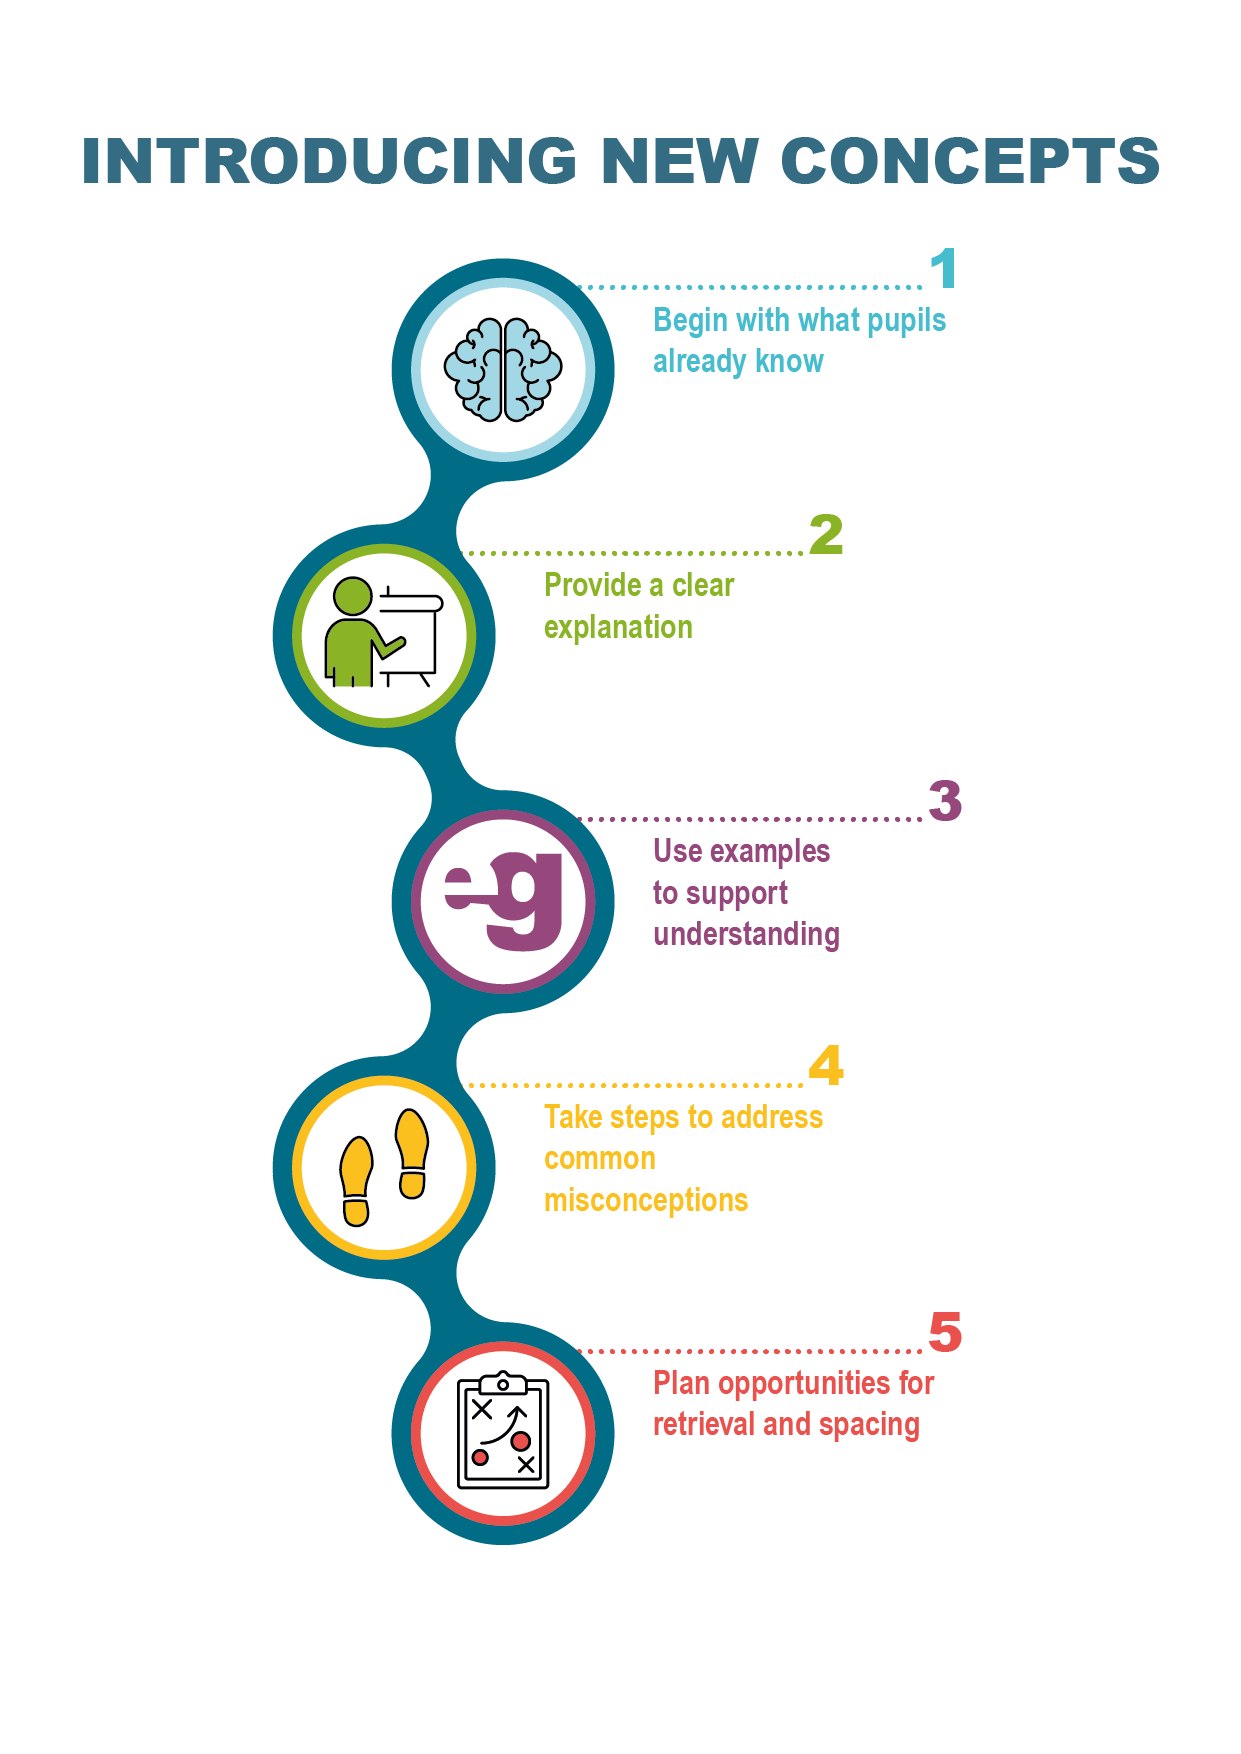 INTRODUCING NEW CONCEPTS
1
Begin with what pupils
already know
2
Provide a clear
explanation
eg
3
Use examples
to support
understanding
4
Take steps to address
common
misconceptions
5
Plan opportunities for
retrieval and spacing